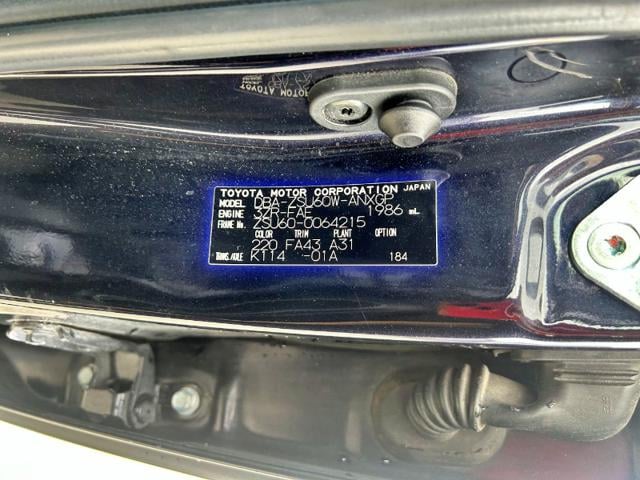 TOYOTA MOTOR CORPORATION JAPAN
MODEL DBA-ZSU60W-ANXGP
ENGINE 3ZR-FAE 1986 mL
FRAME No. ZSU60-0064215
COLOR TRIM PLANT OPTION
220 FA43 A31
TRANS./AXLE K114 -01A 184